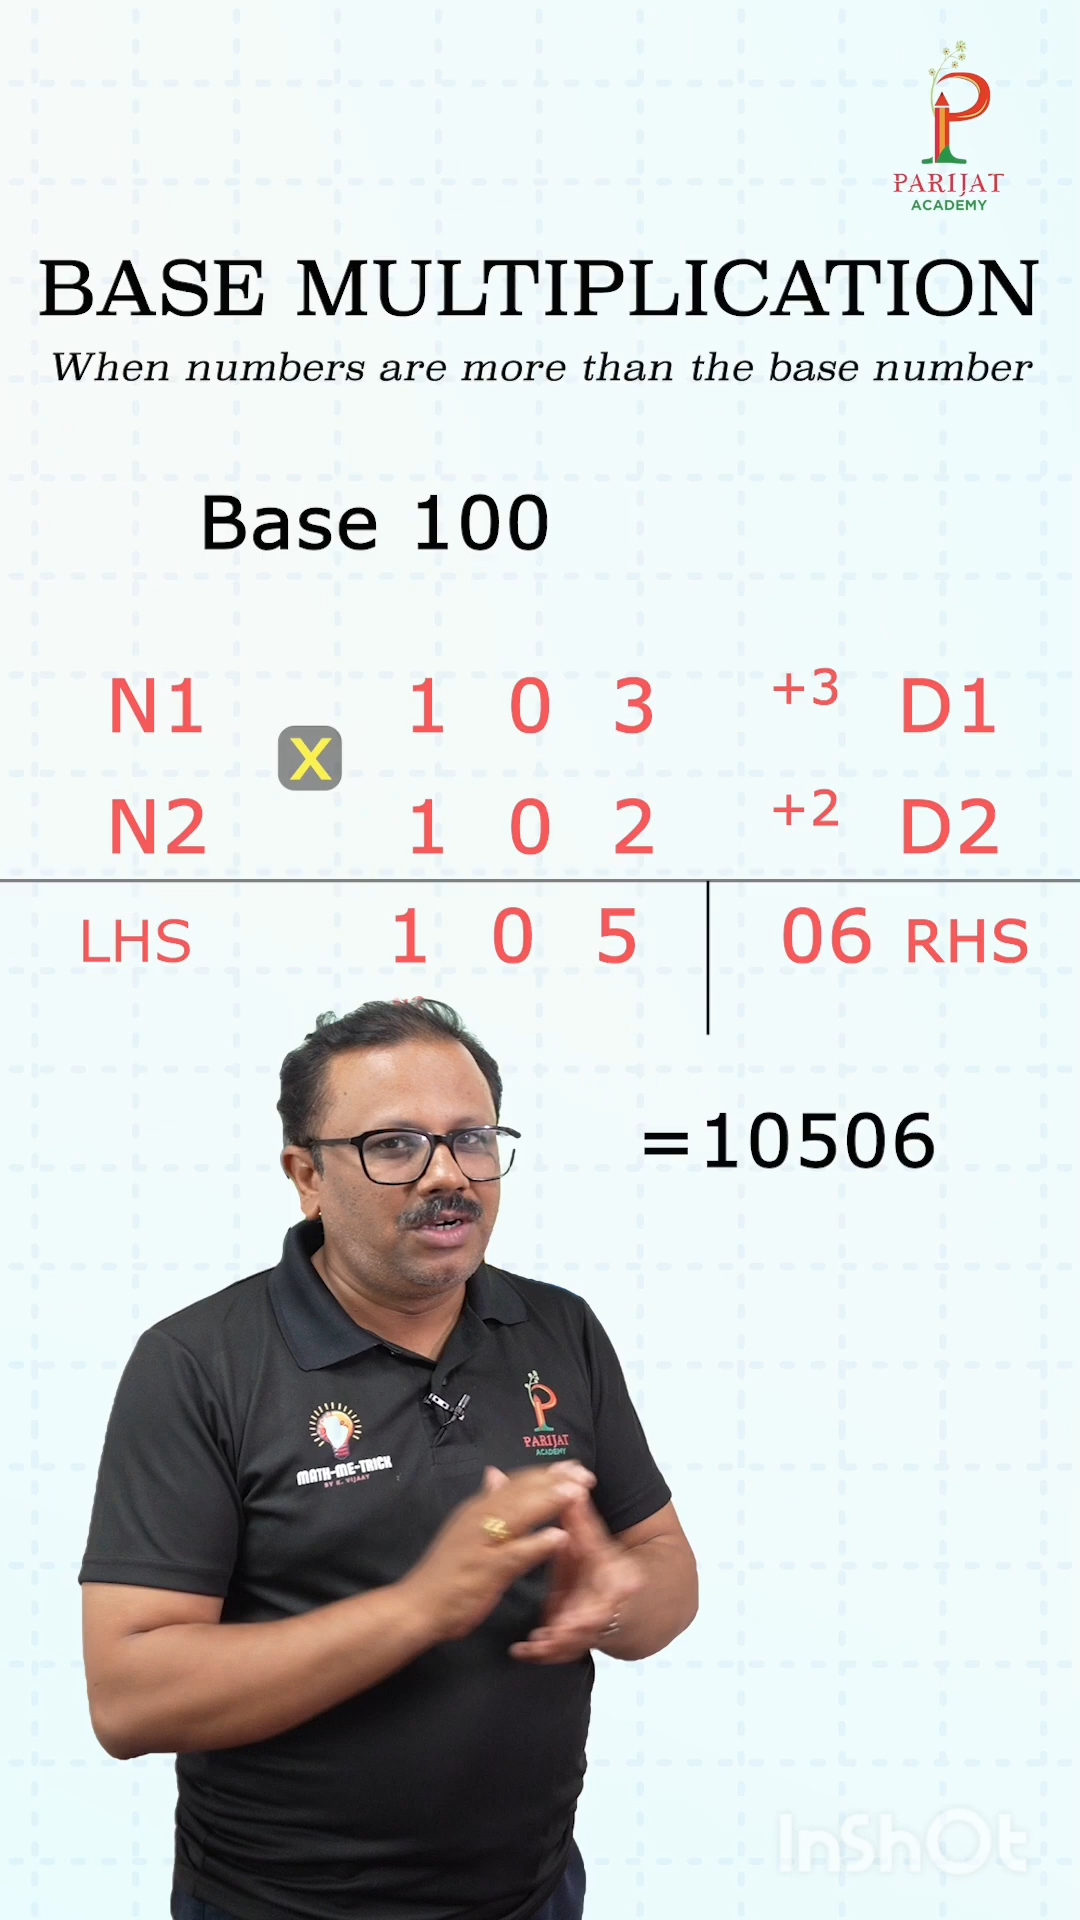 PARIJAT
ACADEMY
BASE MULTIPLICATION
When numbers are more than the base number
Base 100
N1 1 0 3 +3 D1
X
N2 1 0 2 +2 D2
LHS 1 0 5 06 RHS
=10506
MATH-ME-TRICK
BY K. VIJAAY
PARIJAT
ACADEMY
InShOt